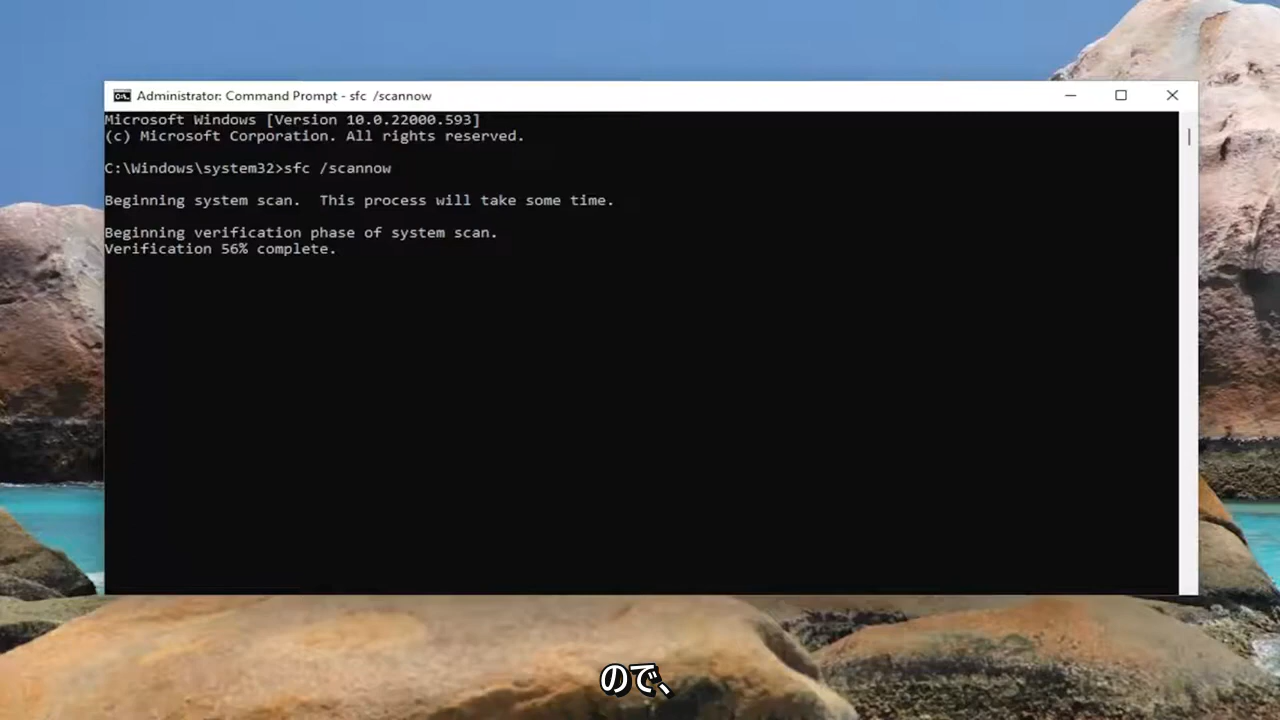 Administrator: Command Prompt - sfc  /scannow
Microsoft Windows [Version 10.0.22000.593]
(c) Microsoft Corporation. All rights reserved.
C:\Windows\system32>sfc /scannow
Beginning system scan.  This process will take some time.
Beginning verification phase of system scan.
Verification 56% complete.
ので、